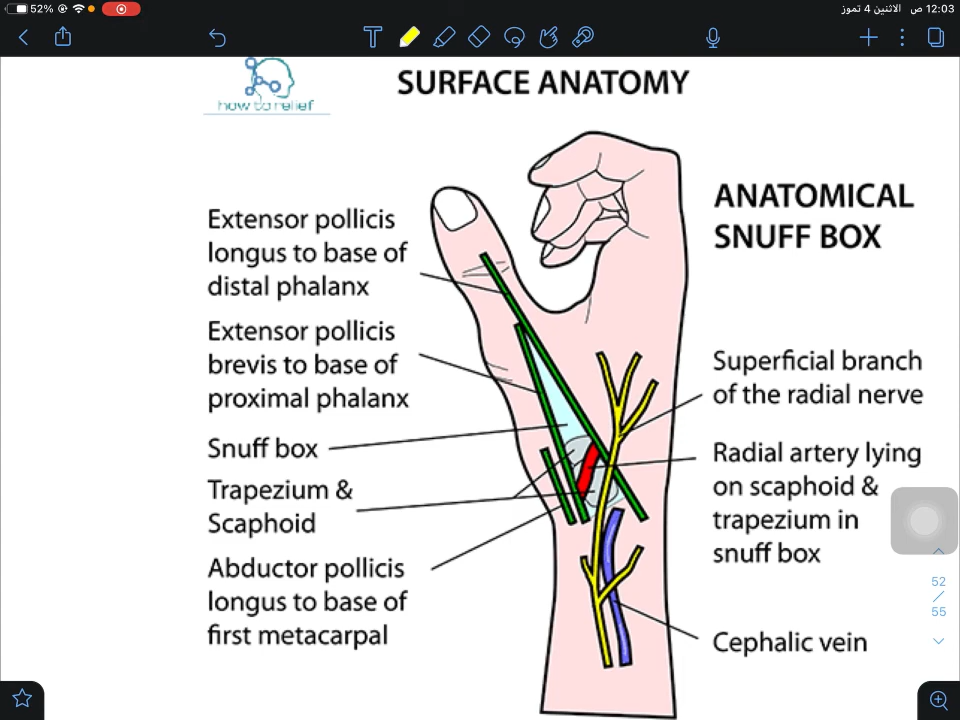 52%
الاثنين 4 تموز 12:03 ص
T
how to relief
SURFACE ANATOMY
ANATOMICAL
SNUFF BOX
Extensor pollicis
longus to base of
distal phalanx
Extensor pollicis
brevis to base of
proximal phalanx
Snuff box
Trapezium &
Scaphoid
Abductor pollicis
longus to base of
first metacarpal
Superficial branch
of the radial nerve
Radial artery lying
on scaphoid &
trapezium in
snuff box
Cephalic vein
52
/
55